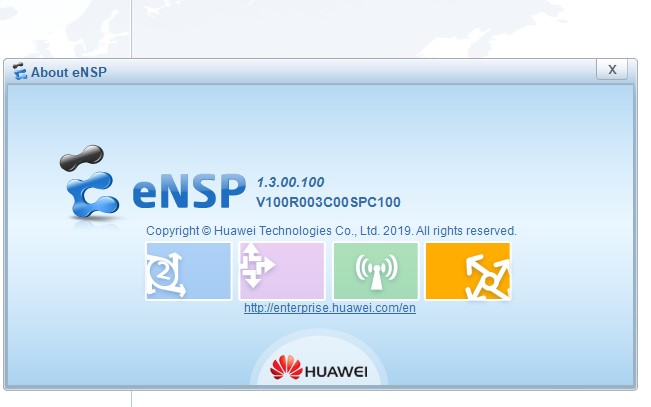 About eNSP
X
eNSP
1.3.00.100
V100R003C00SPC100
Copyright © Huawei Technologies Co., Ltd. 2019. All rights reserved.
2
http://enterprise.huawei.com/en
HUAWEI